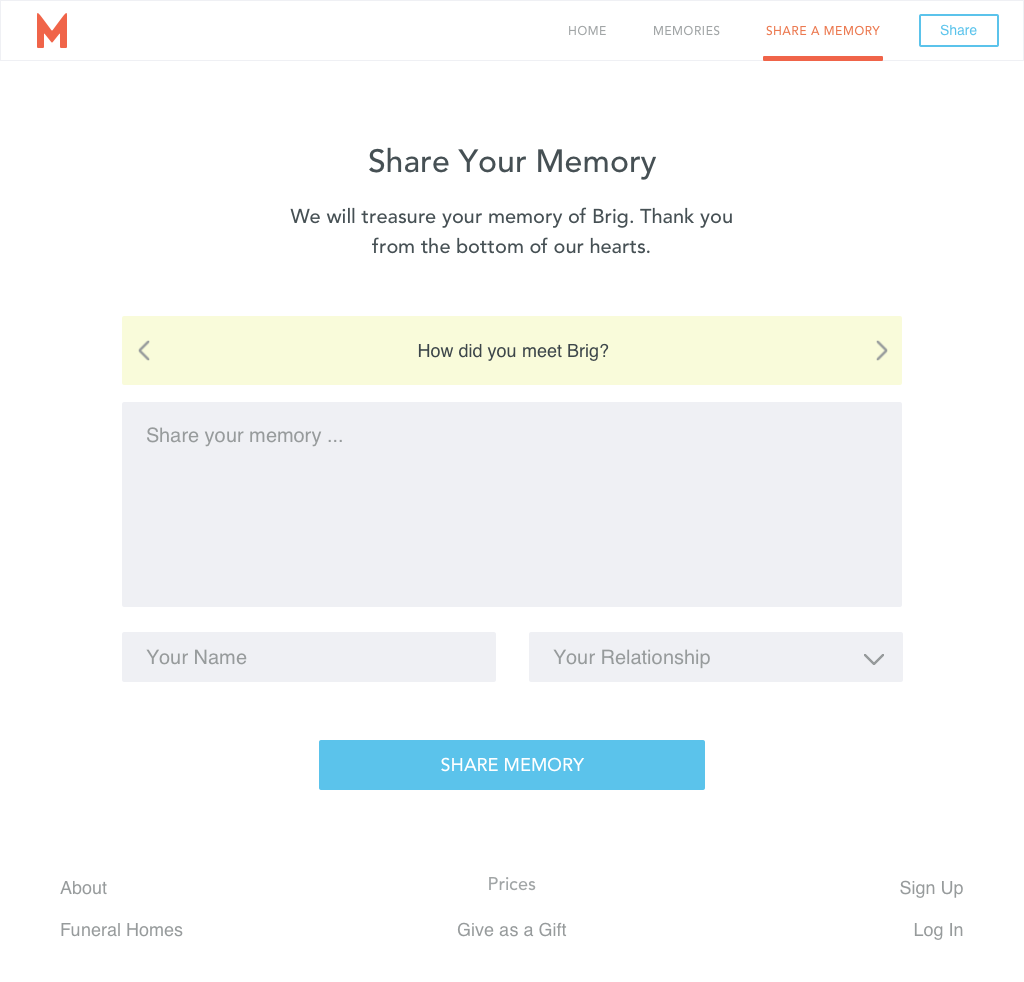 M
HOME MEMORIES SHARE A MEMORY Share
Share Your Memory
We will treasure your memory of Brig. Thank you
from the bottom of our hearts.
How did you meet Brig?
Share your memory ...
Your Name Your Relationship
SHARE MEMORY
About Prices Sign Up
Funeral Homes Give as a Gift Log In